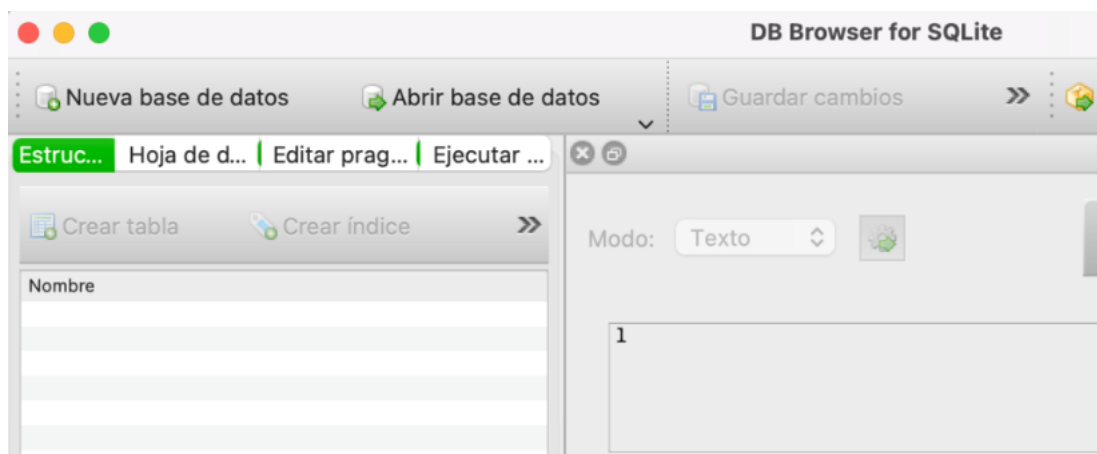 DB Browser for SQLite
Nueva base de datos Abrir base de datos Guardar cambios
Estruc... Hoja de d... Editar prag... Ejecutar ...
Crear tabla Crear índice
Modo: Texto
Nombre
1